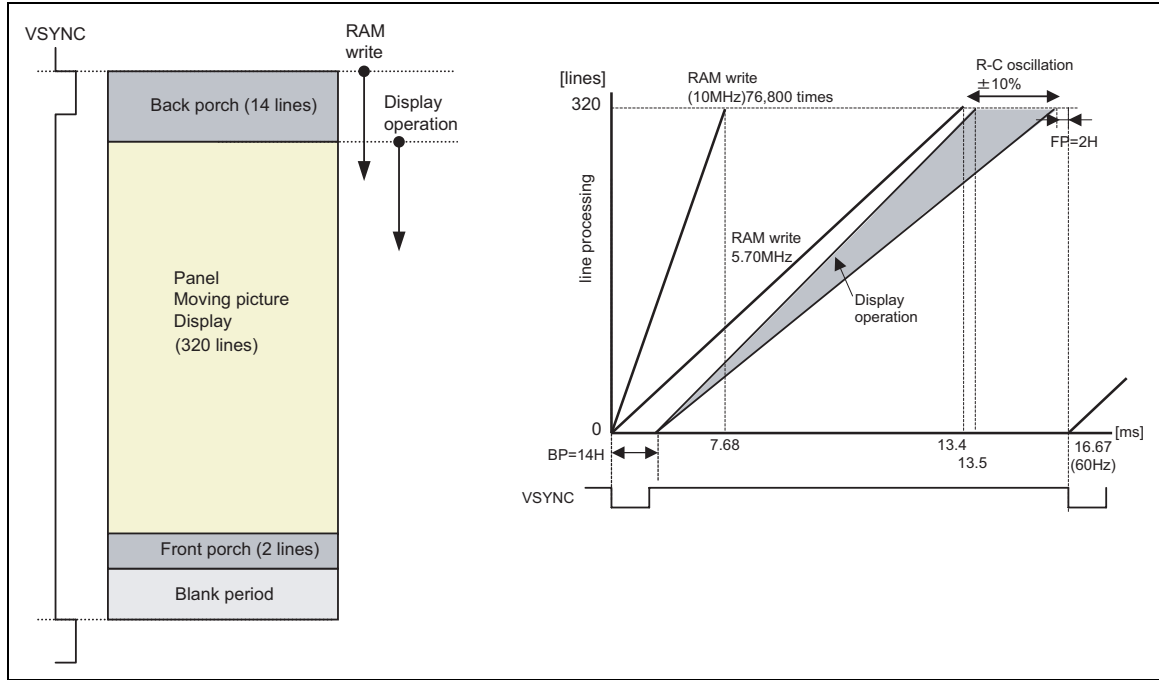 VSYNC
RAM
write
Back porch (14 lines)
Display
operation
Panel
Moving picture
Display
(320 lines)
Front porch (2 lines)
Blank period
[lines]
320
line processing
0
RAM write
(10MHz)76,800 times
R-C oscillation
±10%
FP=2H
RAM write
5.70MHz
Display
operation
BP=14H
7.68
13.4
13.5
16.67
(60Hz)
[ms]
VSYNC